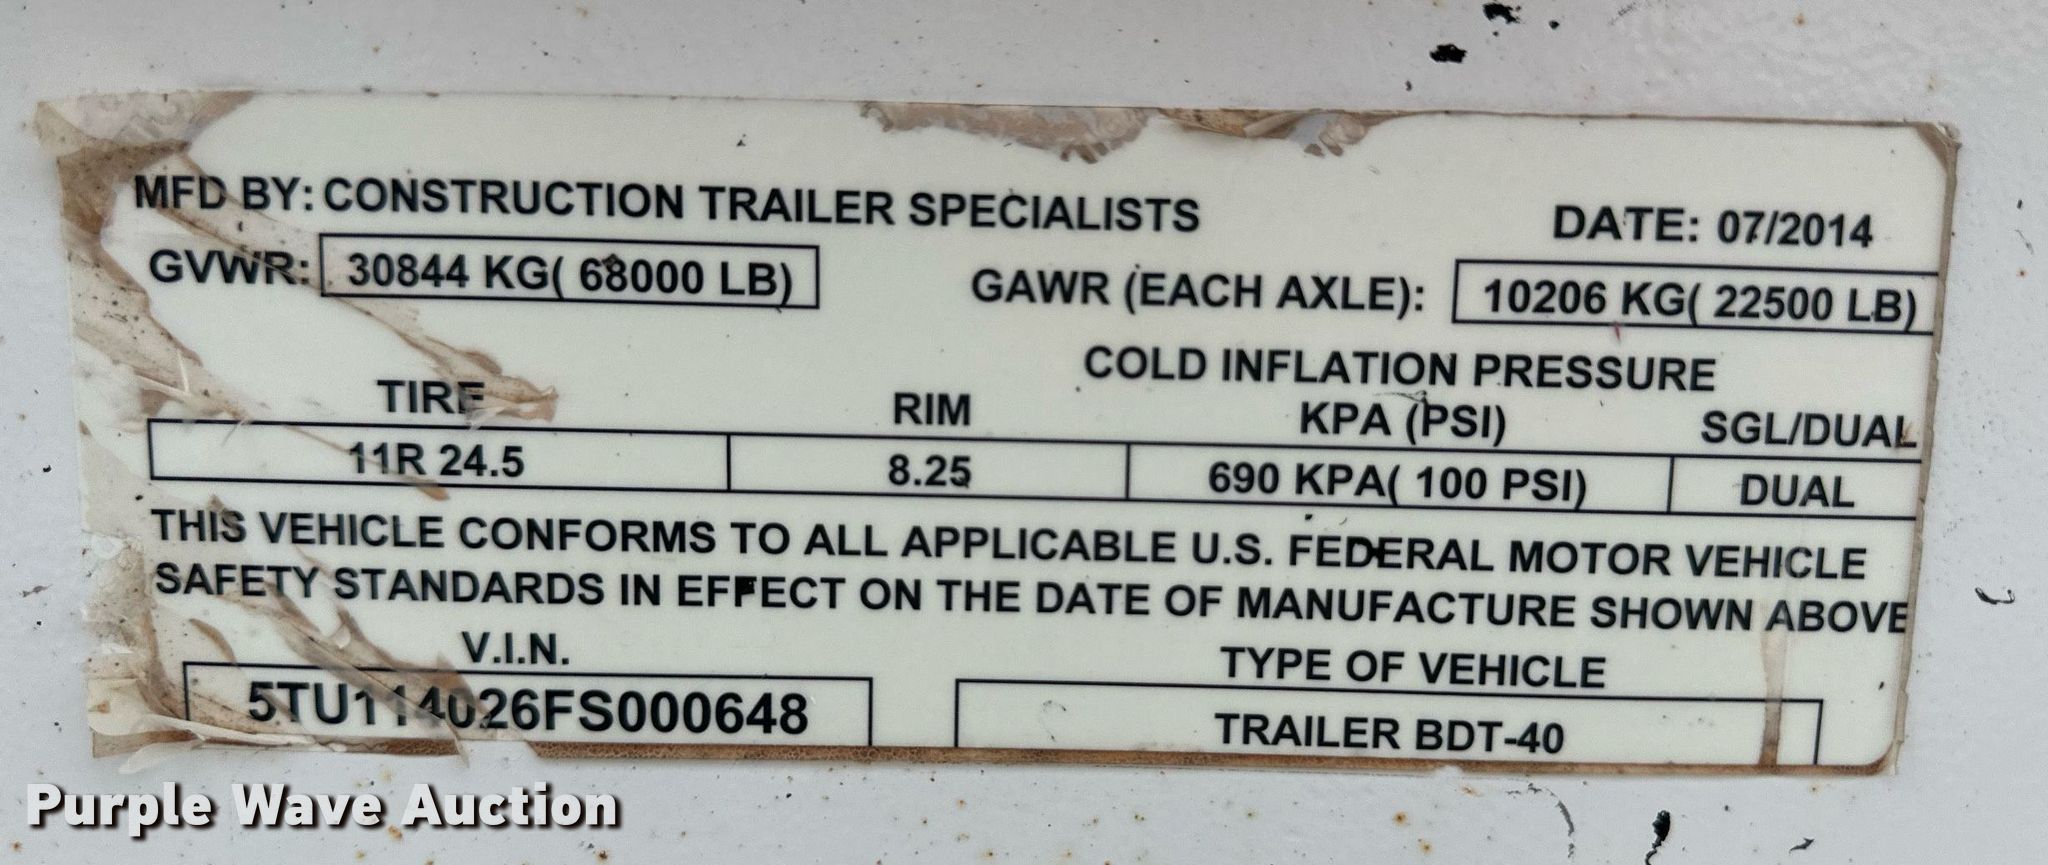 MFD BY: CONSTRUCTION TRAILER SPECIALISTS DATE: 07/2014
GVWR: 30844 KG( 68000 LB) GAWR (EACH AXLE): 10206 KG( 22500 LB)
COLD INFLATION PRESSURE
TIRE RIM KPA (PSI) SGL/DUAL
11R 24.5 8.25 690 KPA( 100 PSI) DUAL
THIS VEHICLE CONFORMS TO ALL APPLICABLE U.S. FEDERAL MOTOR VEHICLE
SAFETY STANDARDS IN EFFECT ON THE DATE OF MANUFACTURE SHOWN ABOVE
V.I.N. TYPE OF VEHICLE
5TU114026FS000648 TRAILER BDT-40
Purple Wave Auction